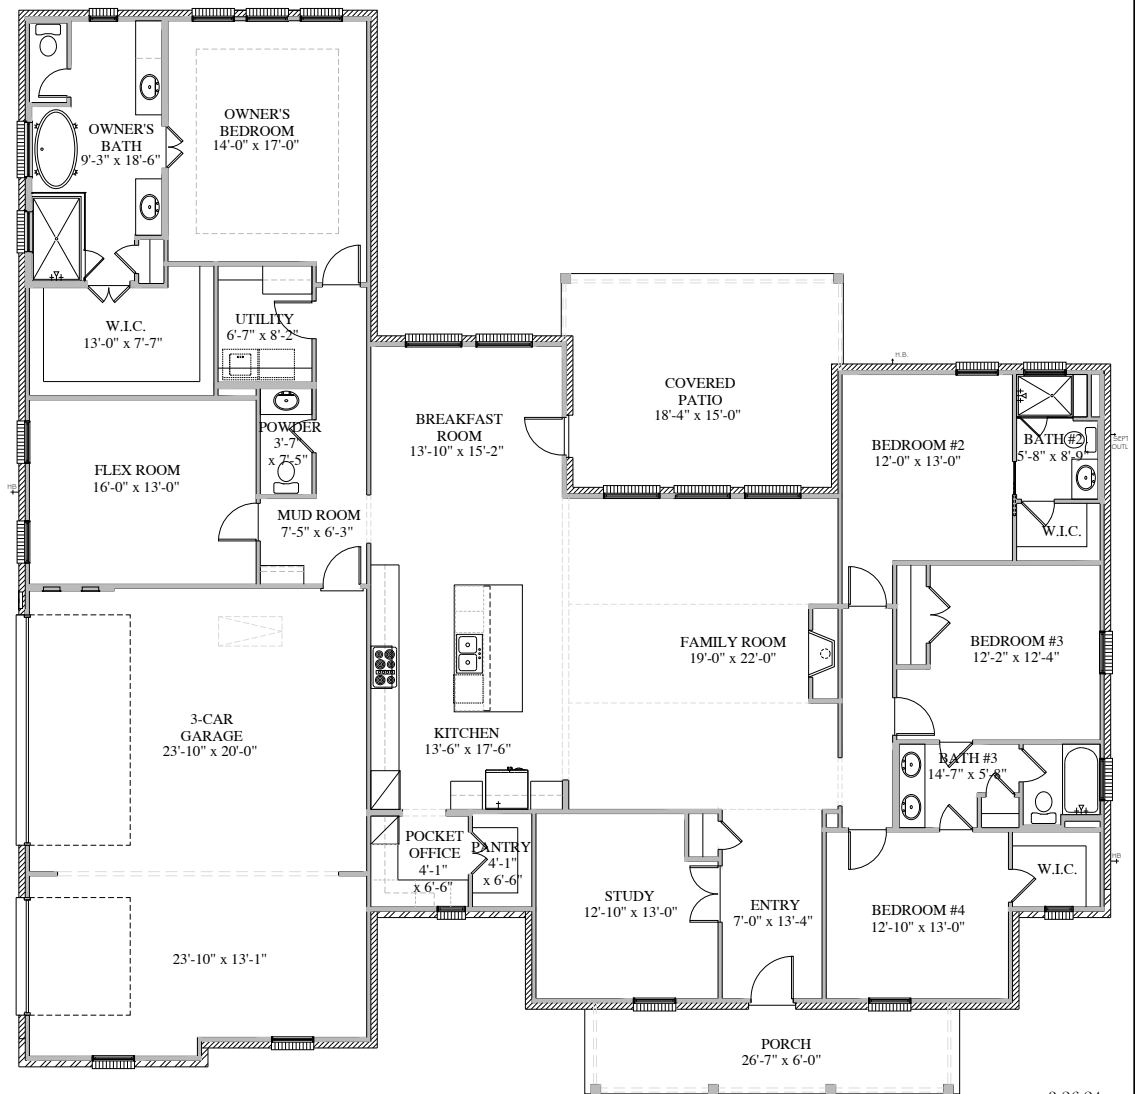 OWNER'S
BATH
9'-3" x 18'-6"
OWNER'S
BEDROOM
14'-0" x 17'-0"
W.I.C.
13'-0" x 7'-7"
UTILITY
6'-7" x 8'-2"
COVERED
PATIO
18'-4" x 15'-0"
H.B.
BREAKFAST
ROOM
13'-10" x 15'-2"
POWDER
3'-7"
x 7'-5"
FLEX ROOM
16'-0" x 13'-0"
HB
MUD ROOM
7'-5" x 6'-3"
BEDROOM #2
12'-0" x 13'-0"
BATH #2
5'-8" x 8'-9"
SEPT
OUTL
W.I.C.
FAMILY ROOM
19'-0" x 22'-0"
BEDROOM #3
12'-2" x 12'-4"
3-CAR
GARAGE
23'-10" x 20'-0"
KITCHEN
13'-6" x 17'-6"
BATH #3
14'-7" x 5'-8"
POCKET
OFFICE
4'-1"
x 6'-6"
PANTRY
4'-1"
x 6'-6"
STUDY
12'-10" x 13'-0"
ENTRY
7'-0" x 13'-4"
BEDROOM #4
12'-10" x 13'-0"
W.I.C.
HB
23'-10" x 13'-1"
PORCH
26'-7" x 6'-0"